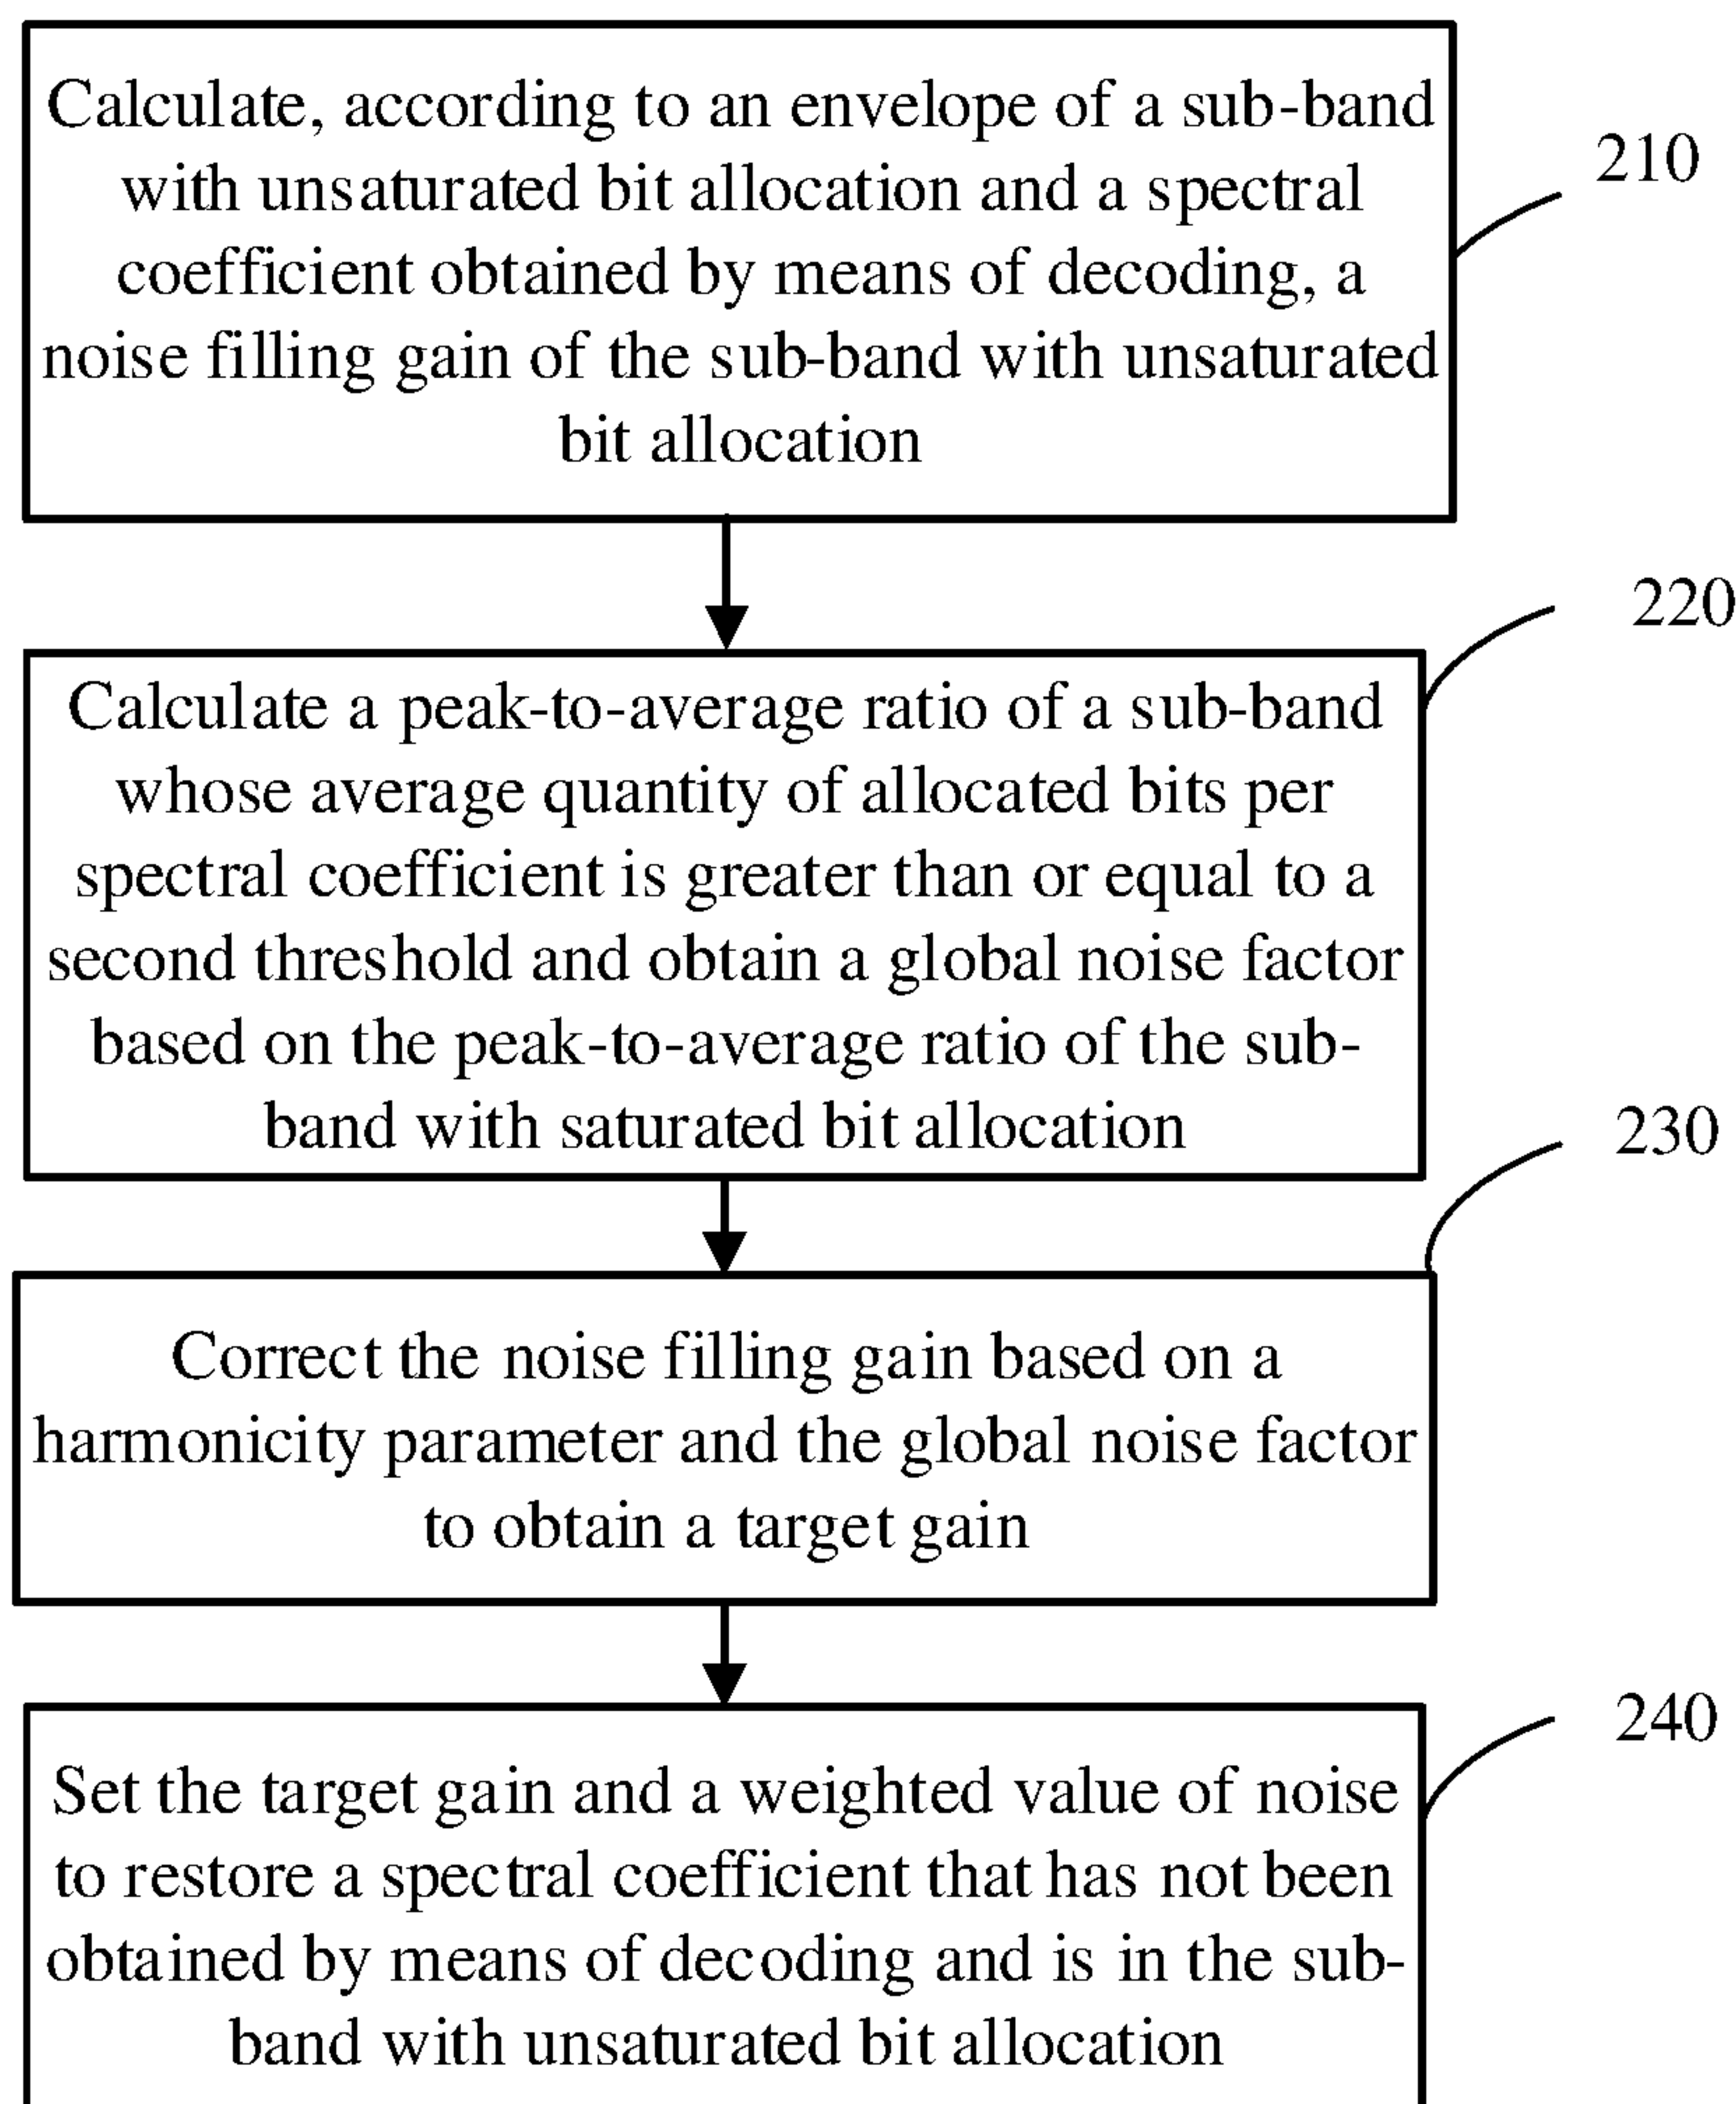 Calculate, according to an envelope of a sub-band
with unsaturated bit allocation and a spectral
coefficient obtained by means of decoding, a
noise filling gain of the sub-band with unsaturated
bit allocation
210
Calculate a peak-to-average ratio of a sub-band
whose average quantity of allocated bits per
spectral coefficient is greater than or equal to a
second threshold and obtain a global noise factor
based on the peak-to-average ratio of the sub-
band with saturated bit allocation
220
Correct the noise filling gain based on a
harmonicity parameter and the global noise factor
to obtain a target gain
230
Set the target gain and a weighted value of noise
to restore a spectral coefficient that has not been
obtained by means of decoding and is in the sub-
band with unsaturated bit allocation
240